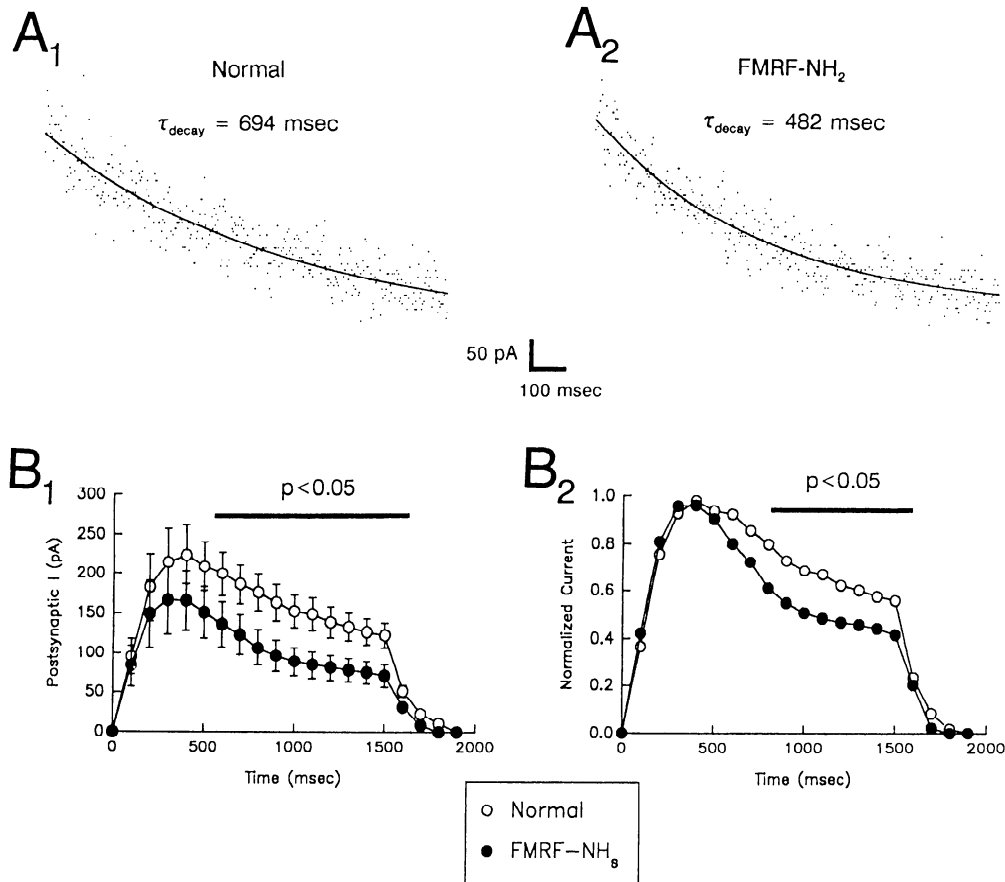 A1
Normal
τdecay = 694 msec
A2
FMRF-NH2
τdecay = 482 msec
50 pA
100 msec
B1
p<0.05
Postsynaptic I (pA)
300
250
200
150
100
50
0
0 500 1000 1500 2000
Time (msec)
B2
p<0.05
Normalized Current
1.0
0.8
0.6
0.4
0.2
0.0
0 500 1000 1500 2000
Time (msec)
Normal
FMRF-NHs